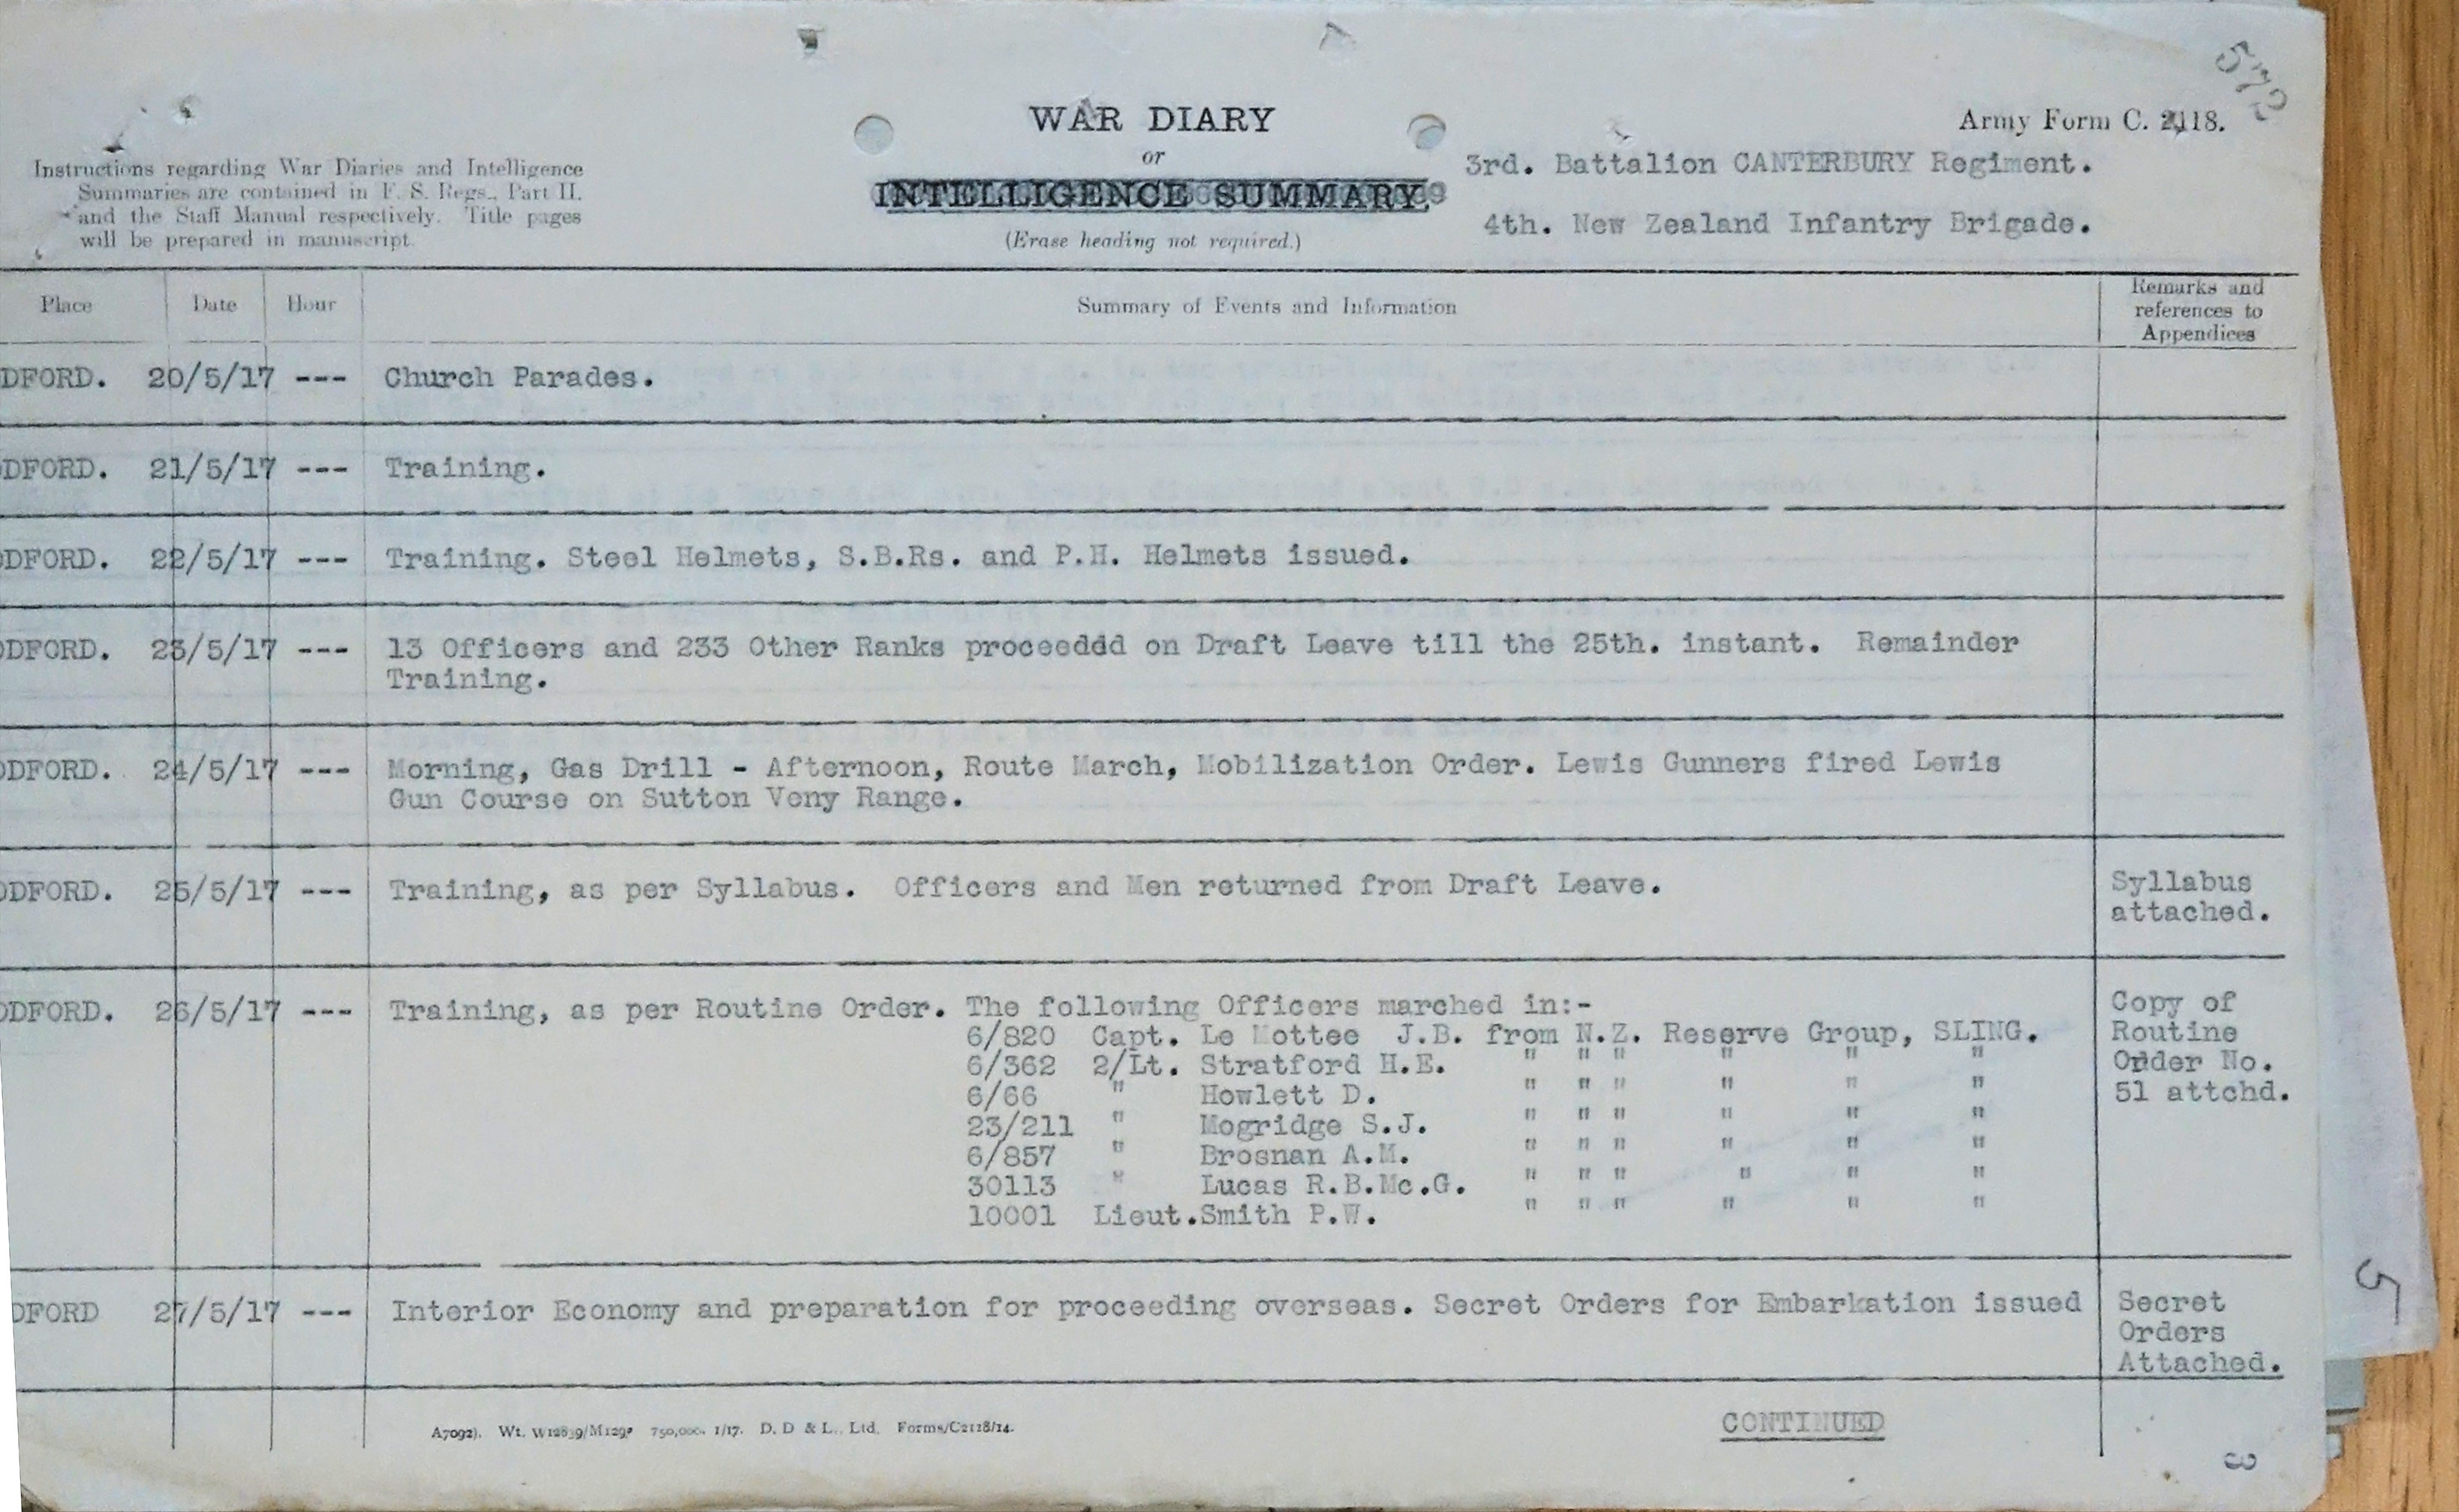 572
WAR DIARY
Army Form C. 2118.
or
INTELLIGENCE SUMMARY.
(Erase heading not required.)
Instructions regarding War Diaries and Intelligence
Summaries are contained in F. S. Regs., Part II.
and the Staff Manual respectively. Title pages
will be prepared in manuscript.
3rd. Battalion CANTERBURY Regiment.
4th. New Zealand Infantry Brigade.
Place Date Hour Summary of Events and Information Remarks and
references to
Appendices
DFORD. 20/5/17 --- Church Parades.
DFORD. 21/5/17 --- Training.
DFORD. 22/5/17 --- Training. Steel Helmets, S.B.Rs. and P.H. Helmets issued.
DFORD. 23/5/17 --- 13 Officers and 233 Other Ranks proceeddd on Draft Leave till the 25th. instant. Remainder
Training.
DFORD. 24/5/17 --- Morning, Gas Drill - Afternoon, Route March, Mobilization Order. Lewis Gunners fired Lewis
Gun Course on Sutton Veny Range.
ODFORD. 25/5/17 --- Training, as per Syllabus. Officers and Men returned from Draft Leave. Syllabus
attached.
ODFORD. 26/5/17 --- Training, as per Routine Order. The following Officers marched in:- Copy of
6/820 Capt. Le Mottee J.B. from N.Z. Reserve Group, SLING. Routine
6/362 2/Lt. Stratford H.E. " " " " " " Order No.
6/66 " Howlett D. " " " " " " 51 attchd.
23/211 " Mogridge S.J. " " " " " "
6/857 " Brosnan A.M. " " " " " "
30113 " Lucas R.B.Mc.G. " " " " " "
10001 Lieut.Smith P.W. " " " " " "
DFORD 27/5/17 --- Interior Economy and preparation for proceeding overseas. Secret Orders for Embarkation issued Secret
Orders
Attached.
CONTINUED
750,000. 1/17. D. D & L., Ltd. Forms/C2118/14.
5
3